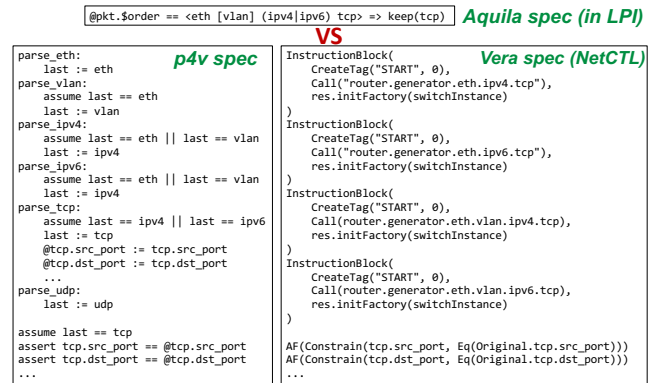 @pkt.$order == <eth [vlan] (ipv4|ipv6) tcp> => keep(tcp)
Aquila spec (in LPI)
VS
p4v spec
parse_eth:
last := eth
parse_vlan:
assume last == eth
last := vlan
parse_ipv4:
assume last == eth || last == vlan
last := ipv4
parse_ipv6:
assume last == eth || last == vlan
last := ipv4
parse_tcp:
assume last == ipv4 || last == ipv6
last := tcp
@tcp.src_port := tcp.src_port
@tcp.dst_port := tcp.dst_port
...
parse_udp:
last := udp
assume last == tcp
assert tcp.src_port == @tcp.src_port
assert tcp.dst_port == @tcp.dst_port
...
Vera spec (NetCTL)
InstructionBlock(
CreateTag("START", 0),
Call("router.generator.eth.ipv4.tcp"),
res.initFactory(switchInstance)
)
InstructionBlock(
CreateTag("START", 0),
Call("router.generator.eth.ipv6.tcp"),
res.initFactory(switchInstance)
)
InstructionBlock(
CreateTag("START", 0),
Call(router.generator.eth.vlan.ipv4.tcp),
res.initFactory(switchInstance)
)
InstructionBlock(
CreateTag("START", 0),
Call(router.generator.eth.vlan.ipv6.tcp),
res.initFactory(switchInstance)
)
AF(Constrain(tcp.src_port, Eq(Original.tcp.src_port)))
AF(Constrain(tcp.dst_port, Eq(Original.tcp.dst_port)))
...